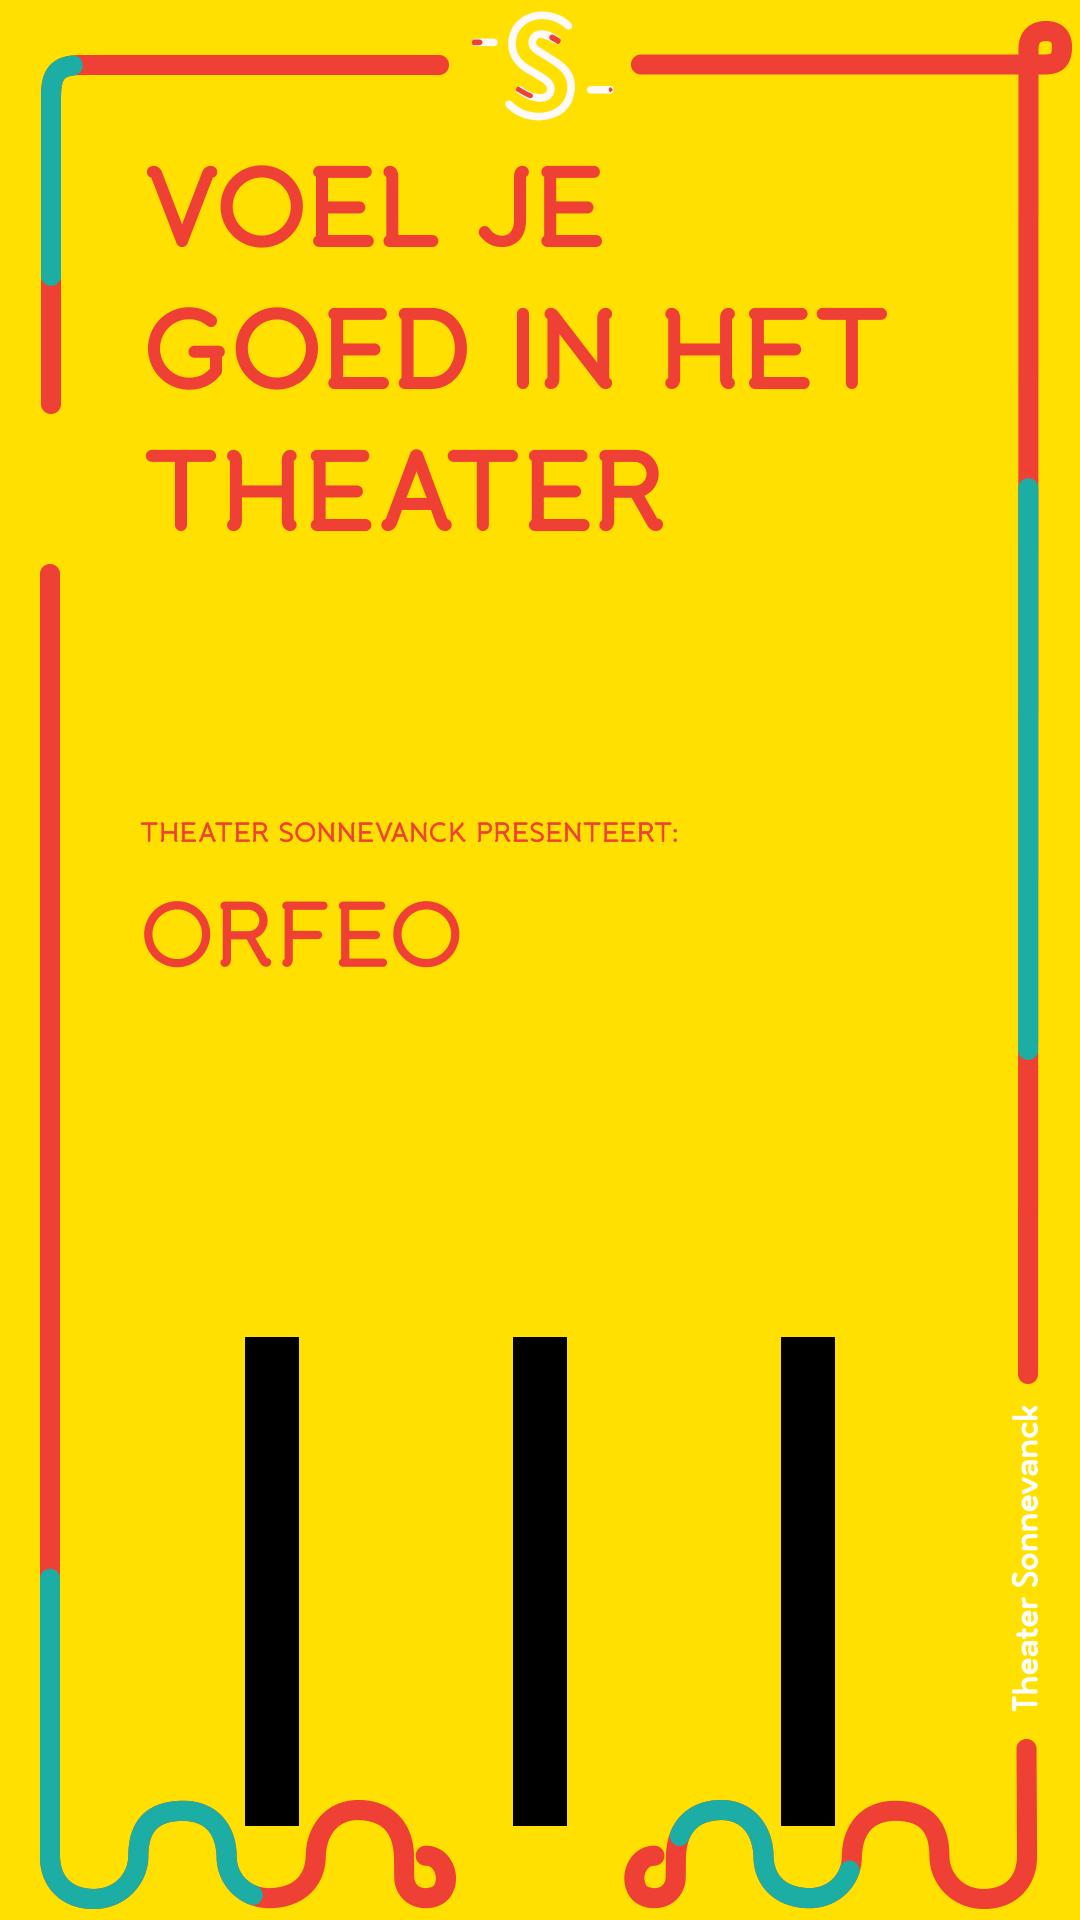 VOEL JE
GOED IN HET
THEATER
THEATER SONNEVANCK PRESENTEERT:
ORFEO
Theater Sonnevanck